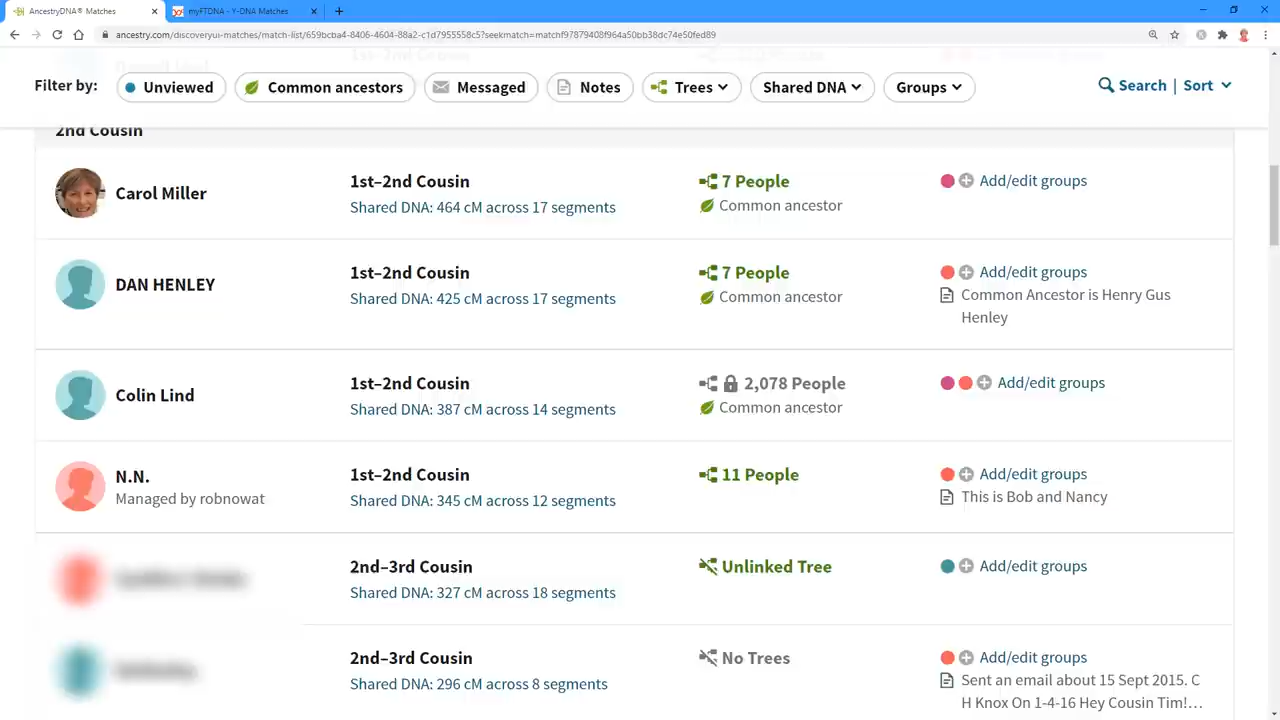 AncestryDNA® Matches
myFTDNA - Y-DNA Matches
ancestry.com/discoveryui-matches/match-list/659bcba4-8406-4604-88a2-c1d7955558c5?seekmatch=matchf97879408f964a50bb38dc74e50fed89
Filter by:
Unviewed
Common ancestors
Messaged
Notes
Trees
Shared DNA
Groups
Search | Sort
2nd Cousin
Carol Miller
1st–2nd Cousin
Shared DNA: 464 cM across 17 segments
7 People
Common ancestor
Add/edit groups
DAN HENLEY
1st–2nd Cousin
Shared DNA: 425 cM across 17 segments
7 People
Common ancestor
Add/edit groups
Common Ancestor is Henry Gus
Henley
Colin Lind
1st–2nd Cousin
Shared DNA: 387 cM across 14 segments
2,078 People
Common ancestor
Add/edit groups
N.N.
Managed by robnowat
1st–2nd Cousin
Shared DNA: 345 cM across 12 segments
11 People
Add/edit groups
This is Bob and Nancy
2nd–3rd Cousin
Shared DNA: 327 cM across 18 segments
Unlinked Tree
Add/edit groups
2nd–3rd Cousin
Shared DNA: 296 cM across 8 segments
No Trees
Add/edit groups
Sent an email about 15 Sept 2015. C
H Knox On 1-4-16 Hey Cousin Tim!...